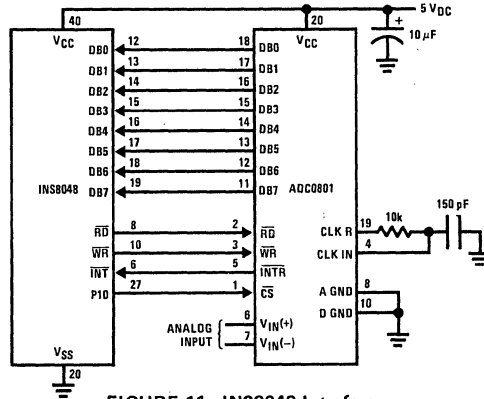 5 VDC
40
20
+
10 µF
VCC
VCC
DB0 12 18 DB0
DB1 13 17 DB1
DB2 14 16 DB2
DB3 15 15 DB3
DB4 16 14 DB4
DB5 17 13 DB5
DB6 18 12 DB6
DB7 19 11 DB7
INS8048
ADC0801
10k
150 pF
RD 8 2 RD
WR 10 3 WR
INT 6 5 INTR
P10 27 1 CS
CLK R 19
CLK IN 4
A GND 8
D GND 10
ANALOG INPUT
6 VIN(+)
7 VIN(−)
VSS
20